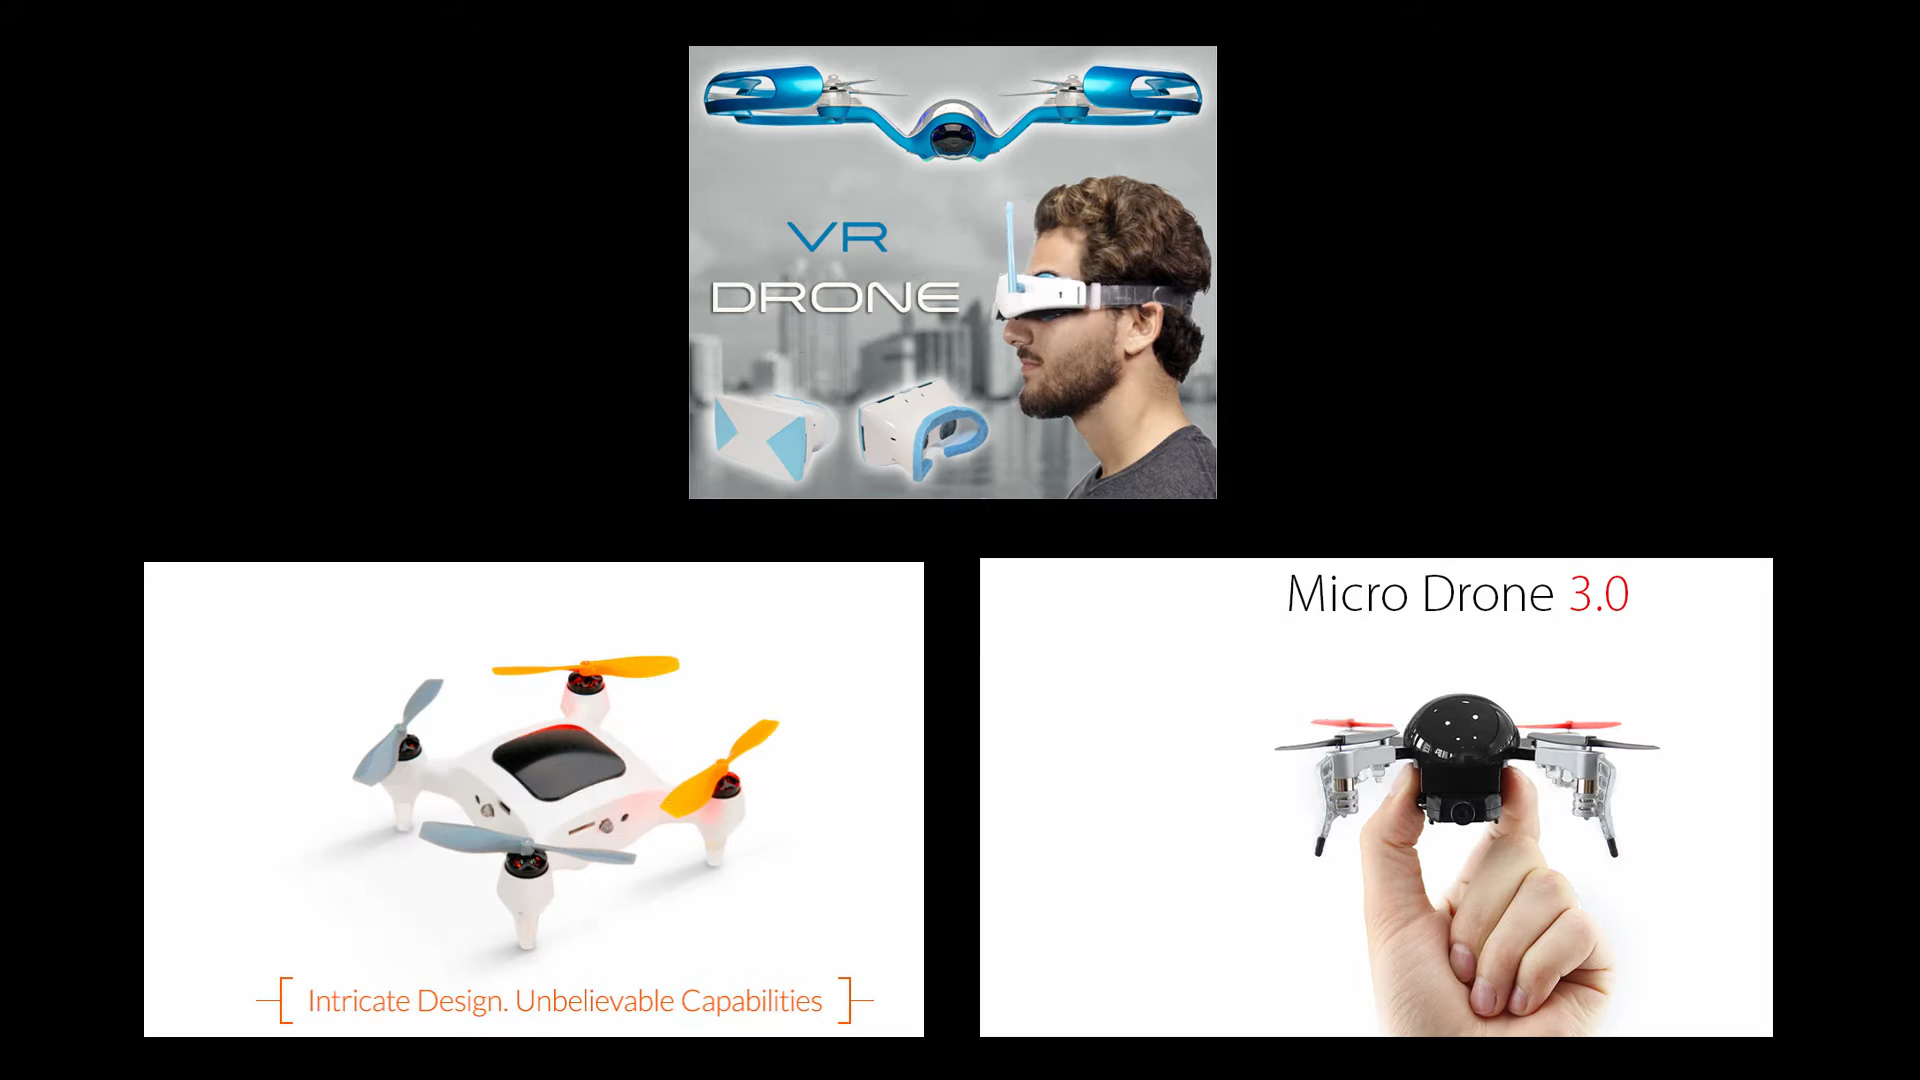 VR
DRONE
Intricate Design. Unbelievable Capabilities
Micro Drone 3.0